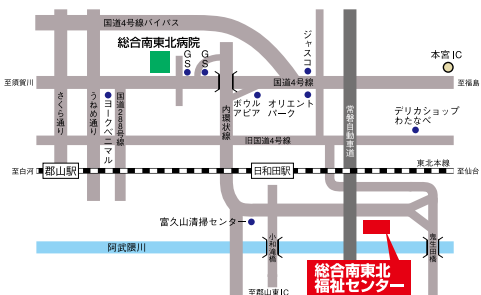 国道4号線バイパス
総合南東北病院
GS
GS
ジャスコ
本宮IC
至須賀川
国道4号線
至福島
さくら通り
うねめ通り
ヨークベニマル
国道288号線
内環状線
ボウル
アピア
オリエント
パーク
常磐自動車道
デリカショップ
わたなべ
旧国道4号線
東北本線
至白河
郡山駅
日和田駅
至仙台
富久山清掃センター
阿武隈川
小和滝橋
鬼生田橋
総合南東北
福祉センター
至郡山東IC